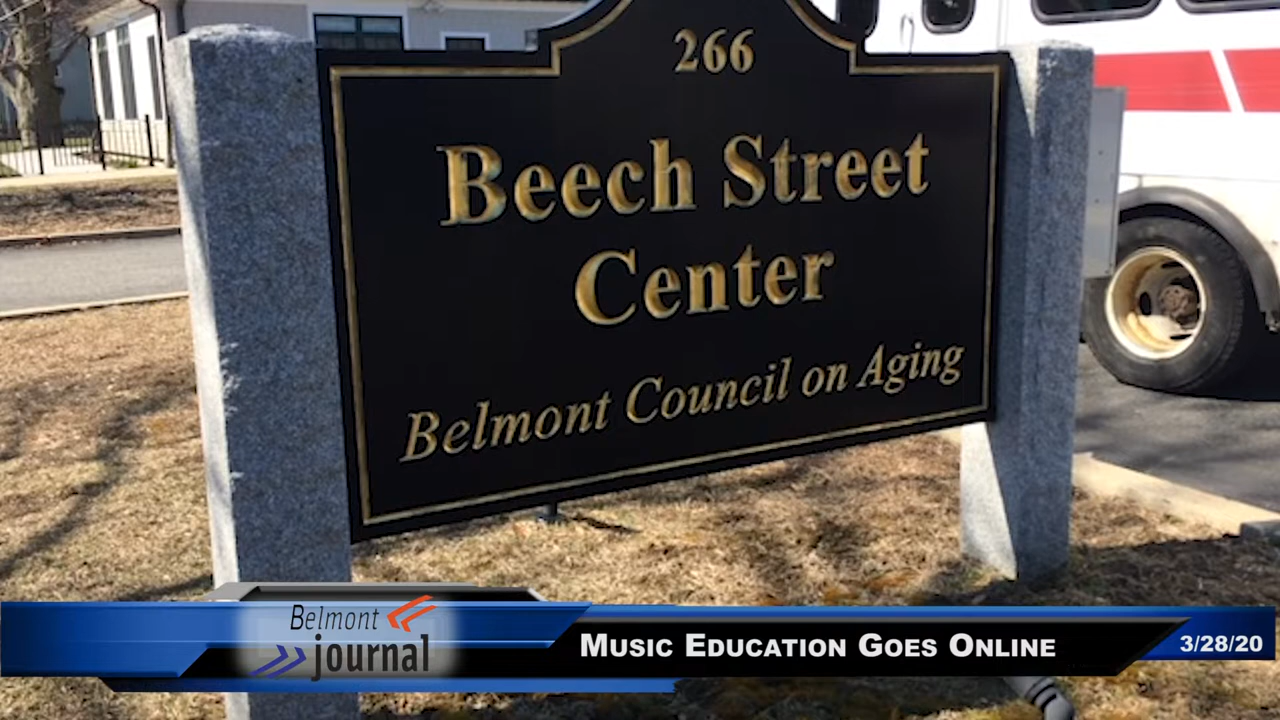 266
Beech Street
Center
Belmont Council on Aging
Belmont
journal
Music Education Goes Online
3/28/20